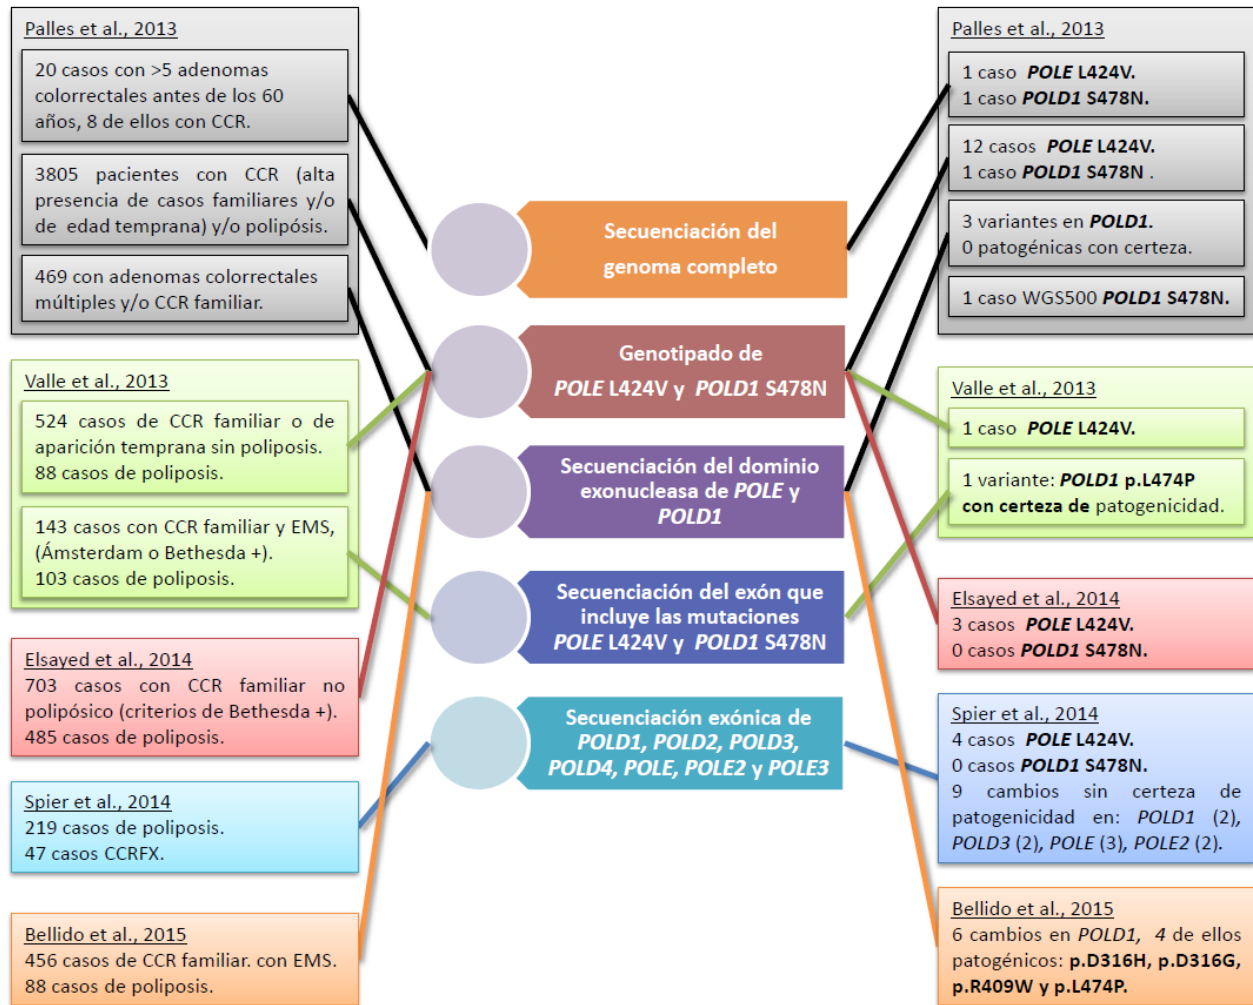 Palles et al., 2013
20 casos con >5 adenomas
colorrectales antes de los 60
años, 8 de ellos con CCR.
3805 pacientes con CCR (alta
presencia de casos familiares y/o
de edad temprana) y/o polipósis.
469 con adenomas colorrectales
múltiples y/o CCR familiar.
Valle et al., 2013
524 casos de CCR familiar o de
aparición temprana sin poliposis.
88 casos de poliposis.
143 casos con CCR familiar y EMS,
(Ámsterdam o Bethesda +).
103 casos de poliposis.
Elsayed et al., 2014
703 casos con CCR familiar no
polipósico (criterios de Bethesda +).
485 casos de poliposis.
Spier et al., 2014
219 casos de poliposis.
47 casos CCRFX.
Bellido et al., 2015
456 casos de CCR familiar. con EMS.
88 casos de poliposis.
Secuenciación del
genoma completo
Genotipado de
POLE L424V y POLD1 S478N
Secuenciación del dominio
exonucleasa de POLE y
POLD1
Secuenciación del exón que
incluye las mutaciones
POLE L424V y POLD1 S478N
Secuenciación exónica de
POLD1, POLD2, POLD3,
POLD4, POLE, POLE2 y POLE3
Palles et al., 2013
1 caso POLE L424V.
1 caso POLD1 S478N.
12 casos POLE L424V.
1 caso POLD1 S478N .
3 variantes en POLD1.
0 patogénicas con certeza.
1 caso WGS500 POLD1 S478N.
Valle et al., 2013
1 caso POLE L424V.
1 variante: POLD1 p.L474P
con certeza de patogenicidad.
Elsayed et al., 2014
3 casos POLE L424V.
0 casos POLD1 S478N.
Spier et al., 2014
4 casos POLE L424V.
0 casos POLD1 S478N.
9 cambios sin certeza de
patogenicidad en: POLD1 (2),
POLD3 (2), POLE (3), POLE2 (2).
Bellido et al., 2015
6 cambios en POLD1, 4 de ellos
patogénicos: p.D316H, p.D316G,
p.R409W y p.L474P.